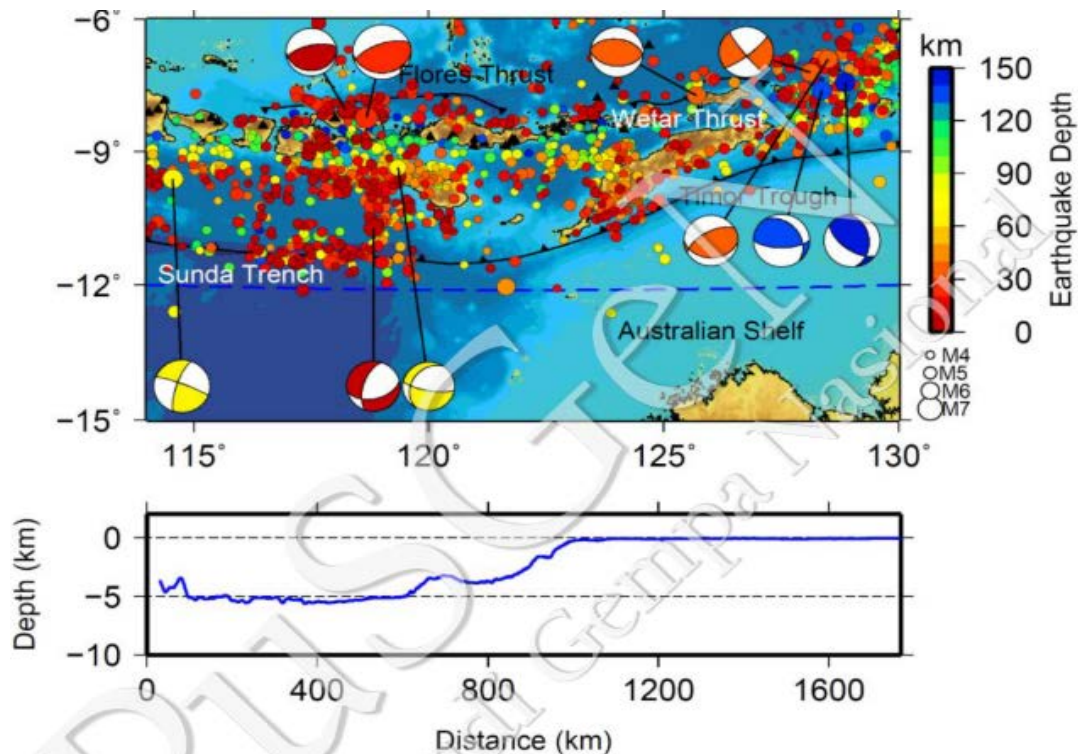 −6°
−9°
−12°
−15°
115°
120°
125°
130°
Flores Thrust
Wetar Thrust
Timor Trough
Sunda Trench
Australian Shelf
km
150
120
90
60
30
0
Earthquake Depth
M4
M5
M6
M7
Depth (km)
0
−5
−10
0
400
800
1200
1600
Distance (km)
PuSGeN
di Gempa Nasional